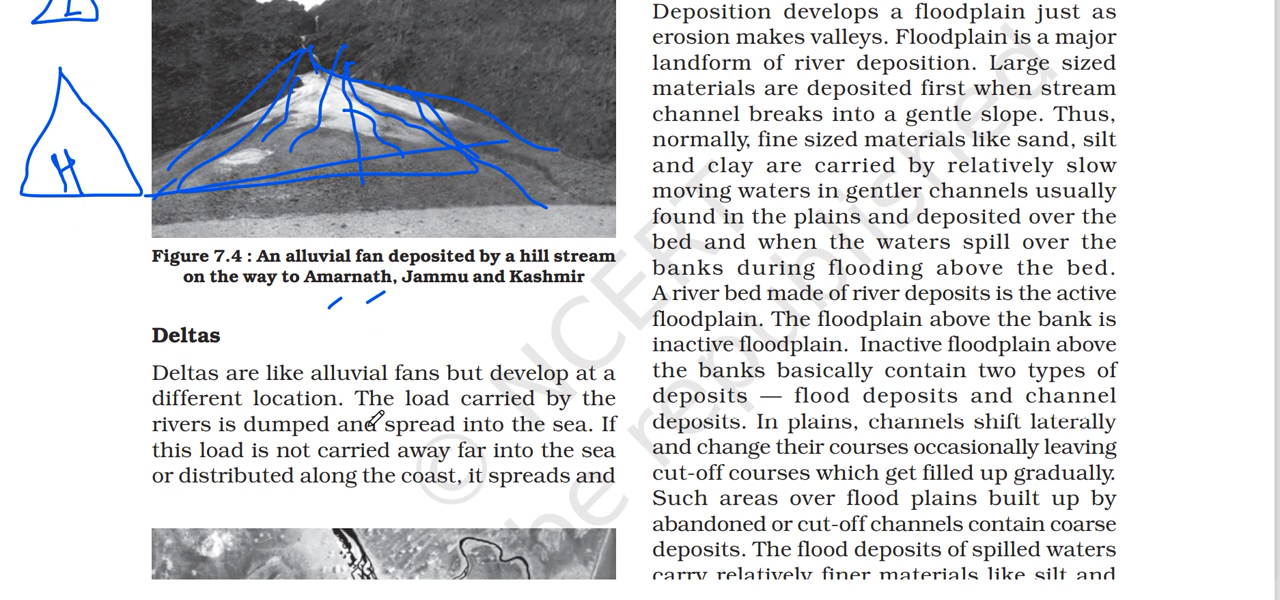 L
H
Figure 7.4 : An alluvial fan deposited by a hill stream
on the way to Amarnath, Jammu and Kashmir
Deltas
Deltas are like alluvial fans but develop at a
different location. The load carried by the
rivers is dumped and spread into the sea. If
this load is not carried away far into the sea
or distributed along the coast, it spreads and
Deposition develops a floodplain just as
erosion makes valleys. Floodplain is a major
landform of river deposition. Large sized
materials are deposited first when stream
channel breaks into a gentle slope. Thus,
normally, fine sized materials like sand, silt
and clay are carried by relatively slow
moving waters in gentler channels usually
found in the plains and deposited over the
bed and when the waters spill over the
banks during flooding above the bed.
A river bed made of river deposits is the active
floodplain. The floodplain above the bank is
inactive floodplain. Inactive floodplain above
the banks basically contain two types of
deposits — flood deposits and channel
deposits. In plains, channels shift laterally
and change their courses occasionally leaving
cut-off courses which get filled up gradually.
Such areas over flood plains built up by
abandoned or cut-off channels contain coarse
deposits. The flood deposits of spilled waters
carry relatively finer materials like silt and
© NCERT
be republished